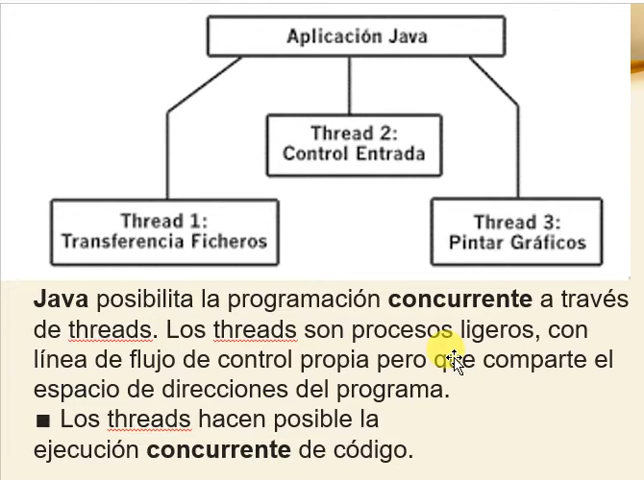 Aplicación Java
Thread 2:
Control Entrada
Thread 1:
Transferencia Ficheros
Thread 3:
Pintar Gráficos
Java posibilita la programación concurrente a través
de threads. Los threads son procesos ligeros, con
línea de flujo de control propia pero que comparte el
espacio de direcciones del programa.
■ Los threads hacen posible la
ejecución concurrente de código.